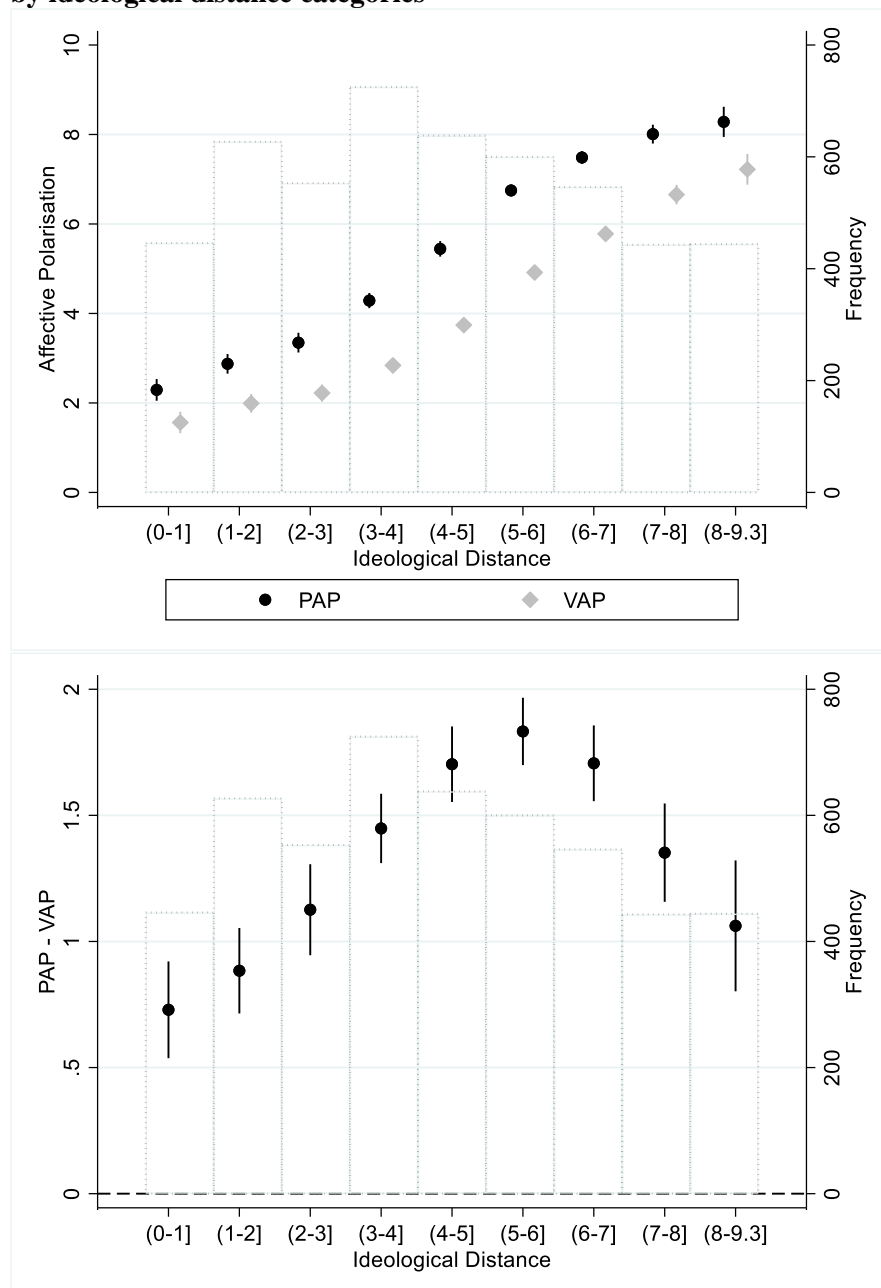 by ideological distance categories
10
8
6
4
2
0
Affective Polarisation
800
600
400
200
0
Frequency
(0-1] (1-2] (2-3] (3-4] (4-5] (5-6] (6-7] (7-8] (8-9.3]
Ideological Distance
PAP VAP
2
1.5
1
.5
0
PAP - VAP
800
600
400
200
0
Frequency
(0-1] (1-2] (2-3] (3-4] (4-5] (5-6] (6-7] (7-8] (8-9.3]
Ideological Distance